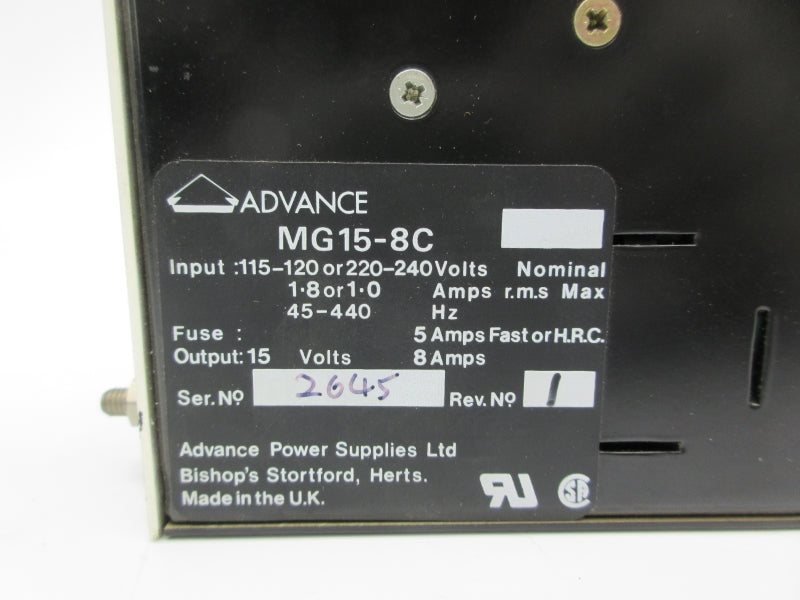 ADVANCE
MG15-8C
Input :115-120 or 220-240 Volts Nominal
1·8 or 1·0 Amps r.m.s Max
45-440 Hz
Fuse : 5 Amps Fast or H.R.C.
Output: 15 Volts 8 Amps
Ser. No 2645 Rev. No 1
Advance Power Supplies Ltd
Bishop's Stortford, Herts.
Made in the U.K.
RU SA